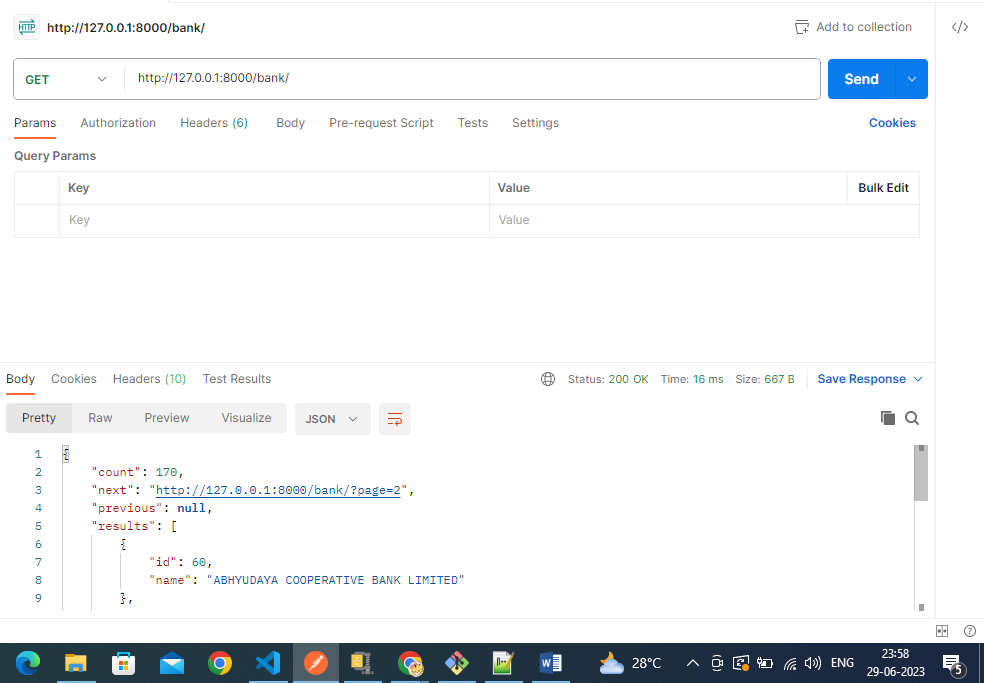 HTTP http://127.0.0.1:8000/bank/ Add to collection
GET http://127.0.0.1:8000/bank/ Send
Params Authorization Headers (6) Body Pre-request Script Tests Settings Cookies
Query Params
Key Value Bulk Edit
Key Value
Body Cookies Headers (10) Test Results Status: 200 OK Time: 16 ms Size: 667 B Save Response
Pretty Raw Preview Visualize JSON
1 {
2 "count": 170,
3 "next": "http://127.0.0.1:8000/bank/?page=2",
4 "previous": null,
5 "results": [
6 {
7 "id": 60,
8 "name": "ABHYUDAYA COOPERATIVE BANK LIMITED"
9 },
28°C ENG 23:58
29-06-2023 5